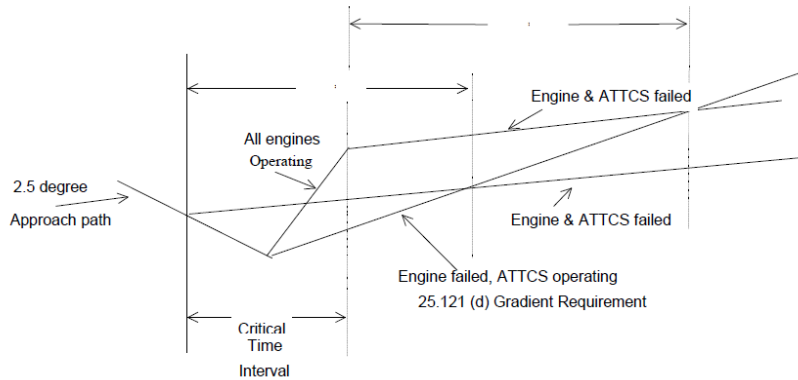 Engine & ATTCS failed
All engines
Operating
2.5 degree
Approach path
Engine & ATTCS failed
Engine failed, ATTCS operating
25.121 (d) Gradient Requirement
Critical
Time
Interval